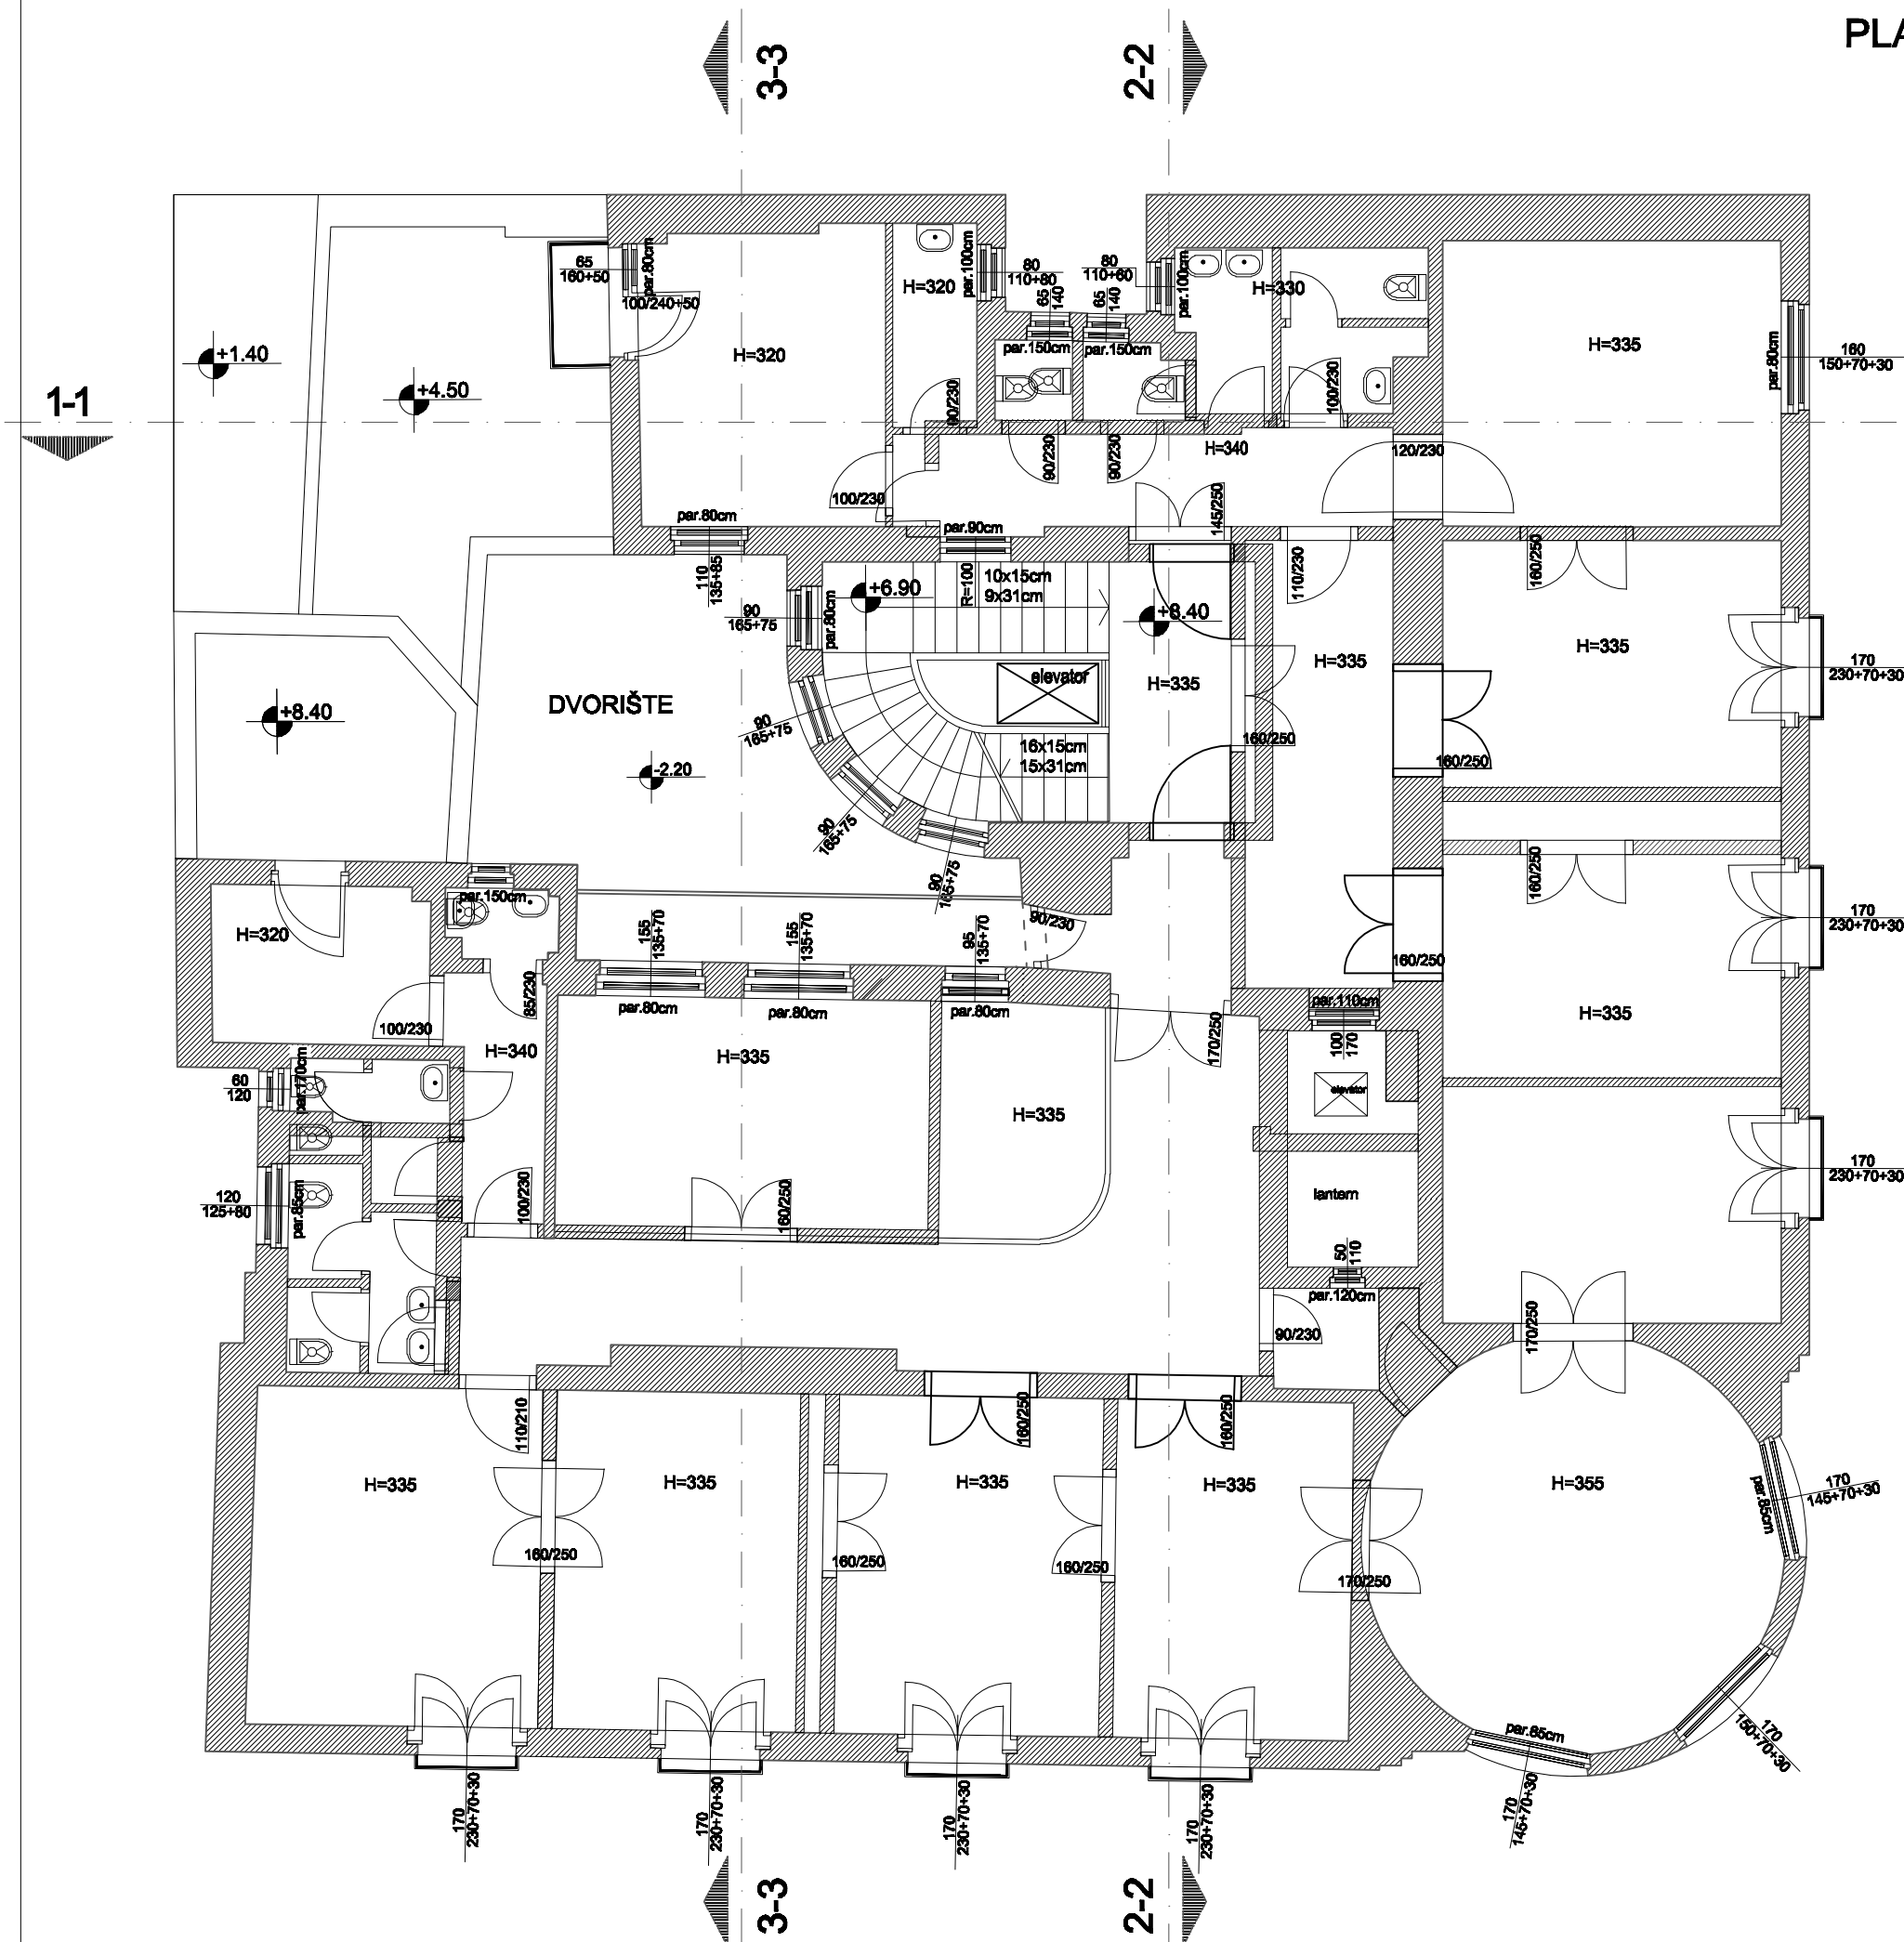 PLA
3-3
2-2
1-1
+1.40
+4.50
65
160+50
par.80cm
100/240+50
H=320
H=320
par.100cm
80
110+80
65
140
65
140
80
110+60
par.100cm
H=330
par.150cm
par.150cm
H=335
par.80cm
160
150+70+30
90/230
90/230
90/230
100/230
H=340
120/230
100/230
145/250
par.80cm
par.90cm
110
135+85
110/230
160/250
+6.90
R=100
10x15cm
9x31cm
90
165+75
par.80cm
+8.40
H=335
H=335
H=335
170
230+70+30
elevator
DVORIŠTE
+8.40
90
165+75
16x15cm
15x31cm
160/250
160/250
-2.20
90
165+75
90
165+75
160/250
par.150cm
H=320
155
135+70
155
135+70
95
135+70
90/230
170
230+70+30
160/250
85/230
100/230
par.80cm
par.80cm
par.80cm
par.110cm
H=335
H=340
H=335
170/250
100
170
60
120
par.170cm
elevator
H=335
170
230+70+30
120
125+60
par.85cm
100/230
160/250
lantern
50
110
par.120cm
90/230
170/250
110/210
160/250
160/250
H=335
H=335
H=335
H=335
H=355
par.85cm
170
145+70+30
160/250
160/250
160/250
170/250
par.85cm
170
150+70+30
170
230+70+30
170
230+70+30
170
230+70+30
170
230+70+30
170
145+70+30
3-3
2-2